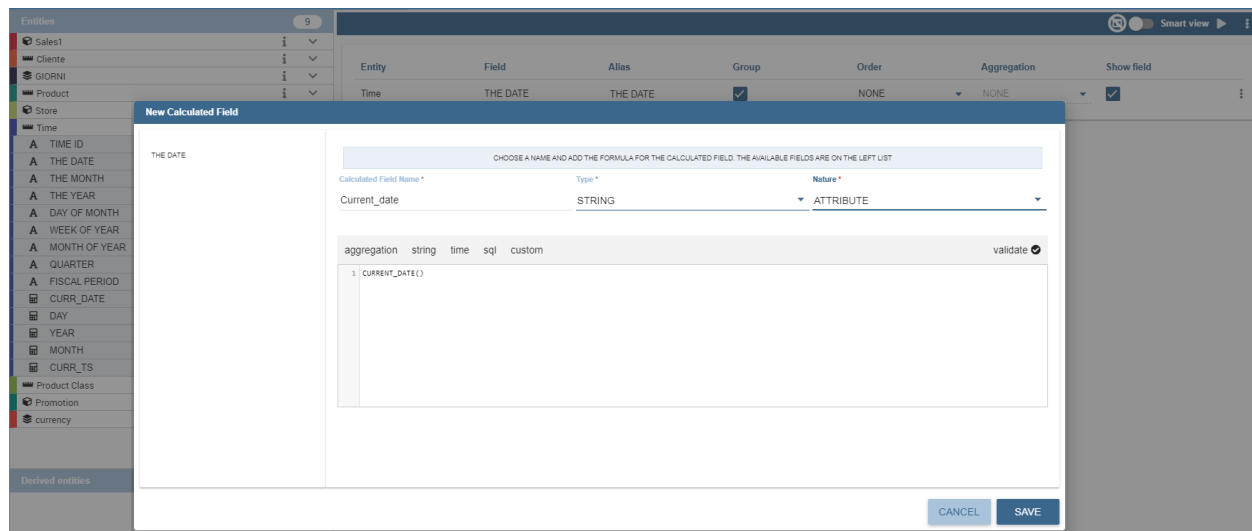 Entities 9
Smart view
Sales1 i
Cliente i
GIORNI i
Product i
Store
Time
A TIME ID
A THE DATE
A THE MONTH
A THE YEAR
A DAY OF MONTH
A WEEK OF YEAR
A MONTH OF YEAR
A QUARTER
A FISCAL PERIOD
CURR_DATE
DAY
YEAR
MONTH
CURR_TS
Product Class
Promotion
currency
Derived entities
Entity Field Alias Group Order Aggregation Show field
Time THE DATE THE DATE NONE NONE
New Calculated Field
THE DATE
CHOOSE A NAME AND ADD THE FORMULA FOR THE CALCULATED FIELD. THE AVAILABLE FIELDS ARE ON THE LEFT LIST
Calculated Field Name * Type * Nature *
Current_date STRING ATTRIBUTE
aggregation string time sql custom validate
1 CURRENT_DATE()
CANCEL SAVE